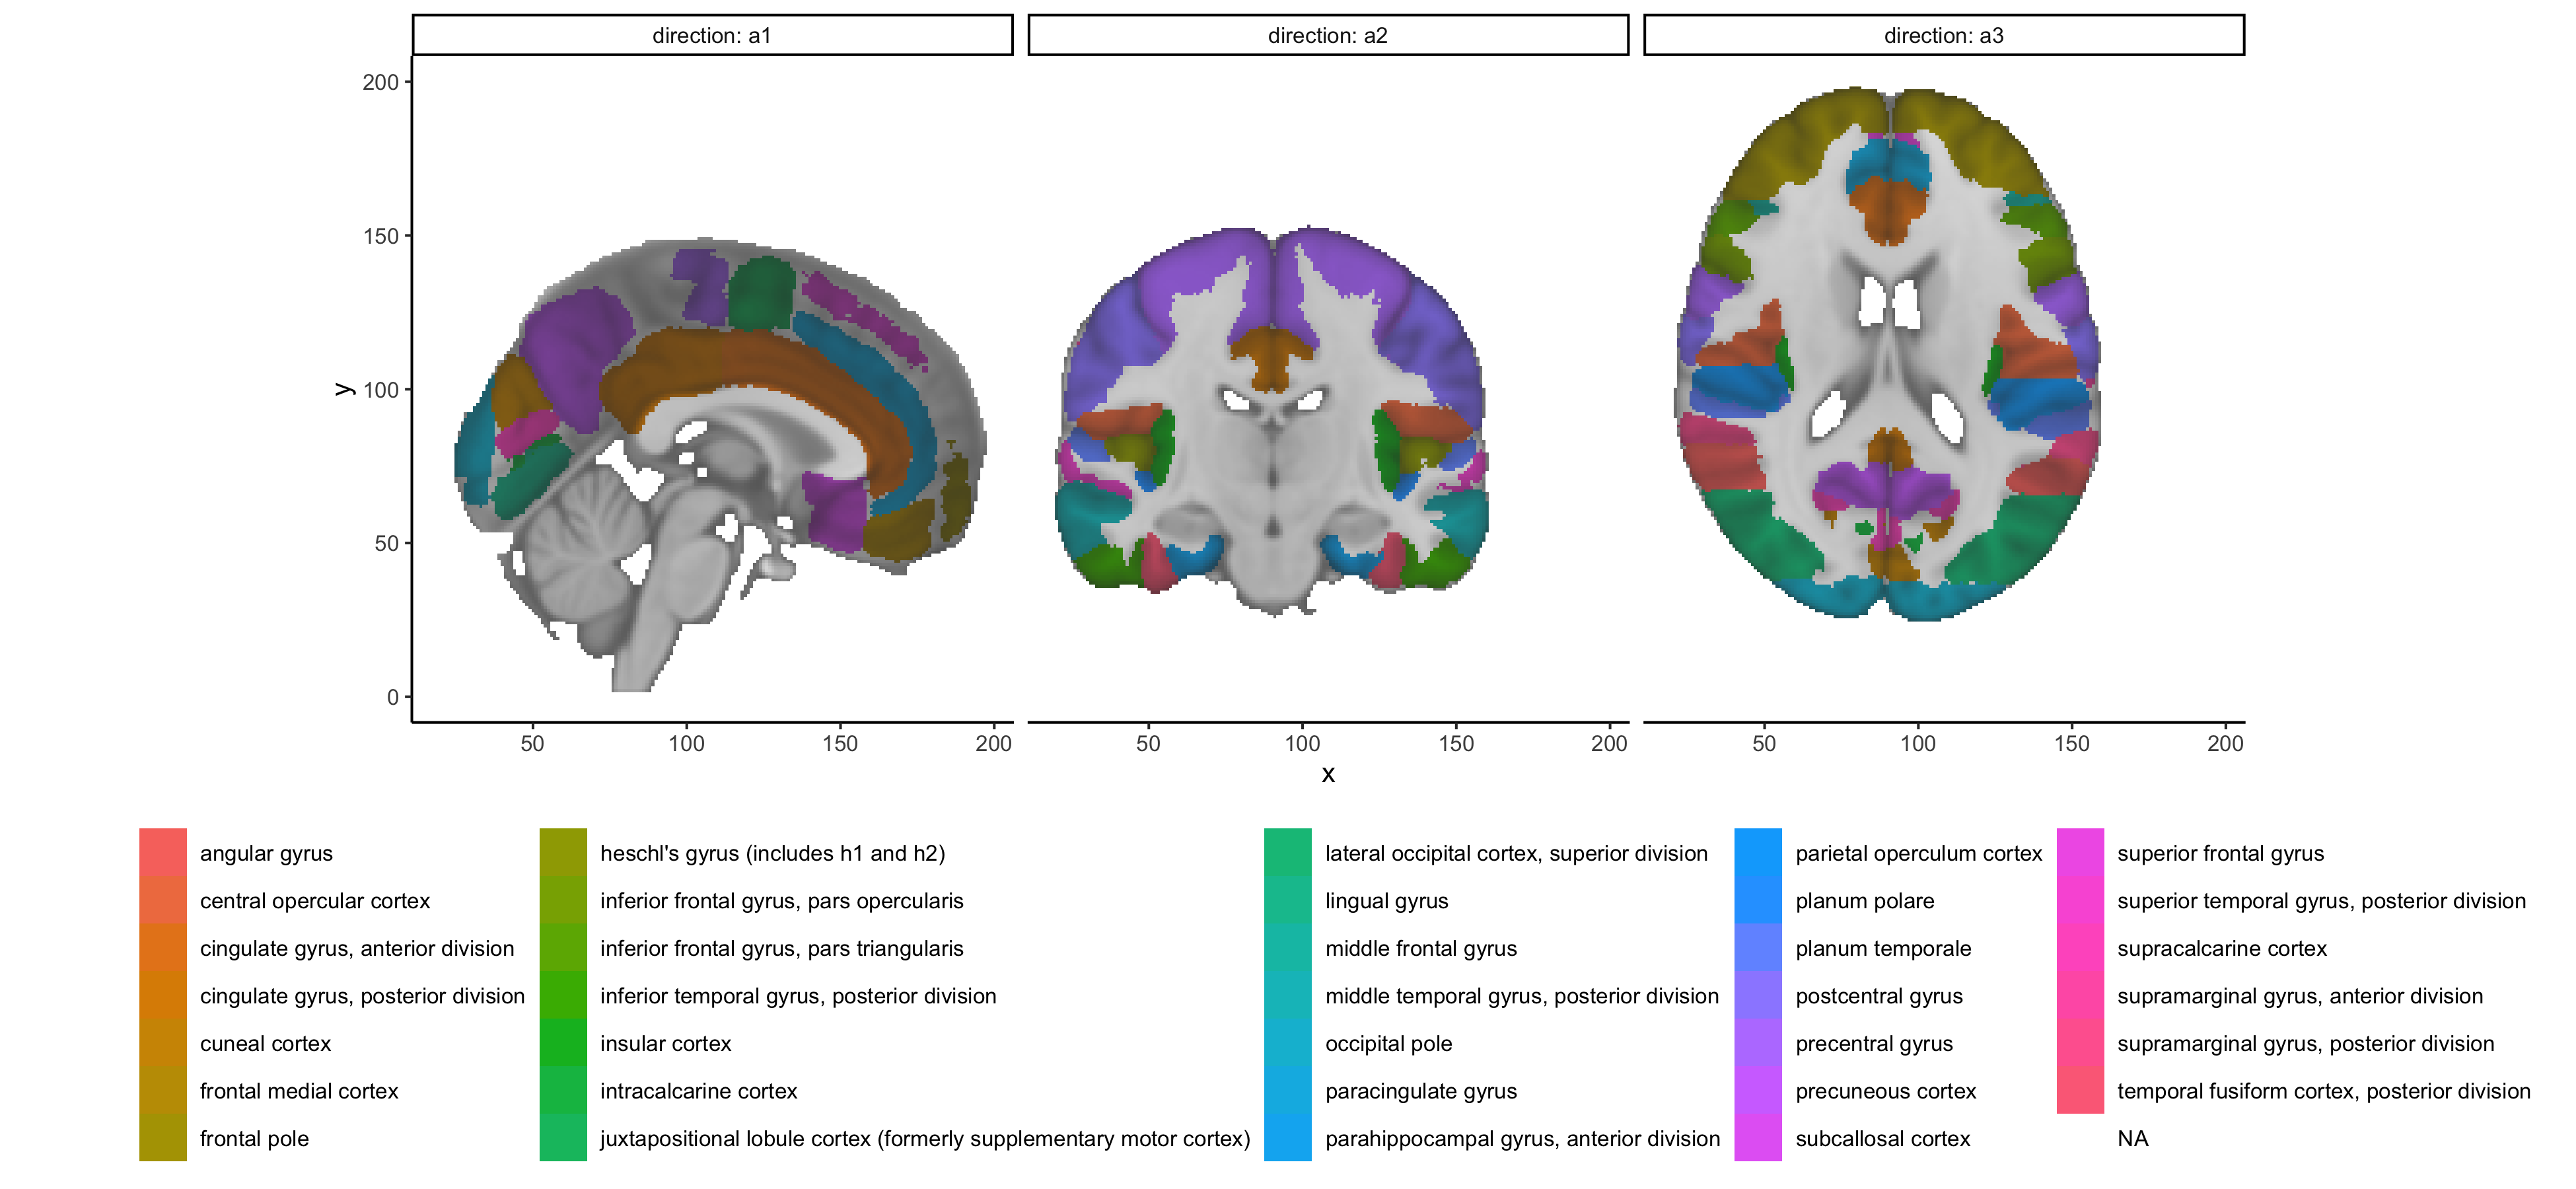 direction: a1
direction: a2
direction: a3
200
150
100
50
0
y
50
100
150
200
50
100
150
200
50
100
150
200
x
angular gyrus
central opercular cortex
cingulate gyrus, anterior division
cingulate gyrus, posterior division
cuneal cortex
frontal medial cortex
frontal pole
heschl's gyrus (includes h1 and h2)
inferior frontal gyrus, pars opercularis
inferior frontal gyrus, pars triangularis
inferior temporal gyrus, posterior division
insular cortex
intracalcarine cortex
juxtapositional lobule cortex (formerly supplementary motor cortex)
lateral occipital cortex, superior division
lingual gyrus
middle frontal gyrus
middle temporal gyrus, posterior division
occipital pole
paracingulate gyrus
parahippocampal gyrus, anterior division
parietal operculum cortex
planum polare
planum temporale
postcentral gyrus
precentral gyrus
precuneous cortex
subcallosal cortex
superior frontal gyrus
superior temporal gyrus, posterior division
supracalcarine cortex
supramarginal gyrus, anterior division
supramarginal gyrus, posterior division
temporal fusiform cortex, posterior division
NA